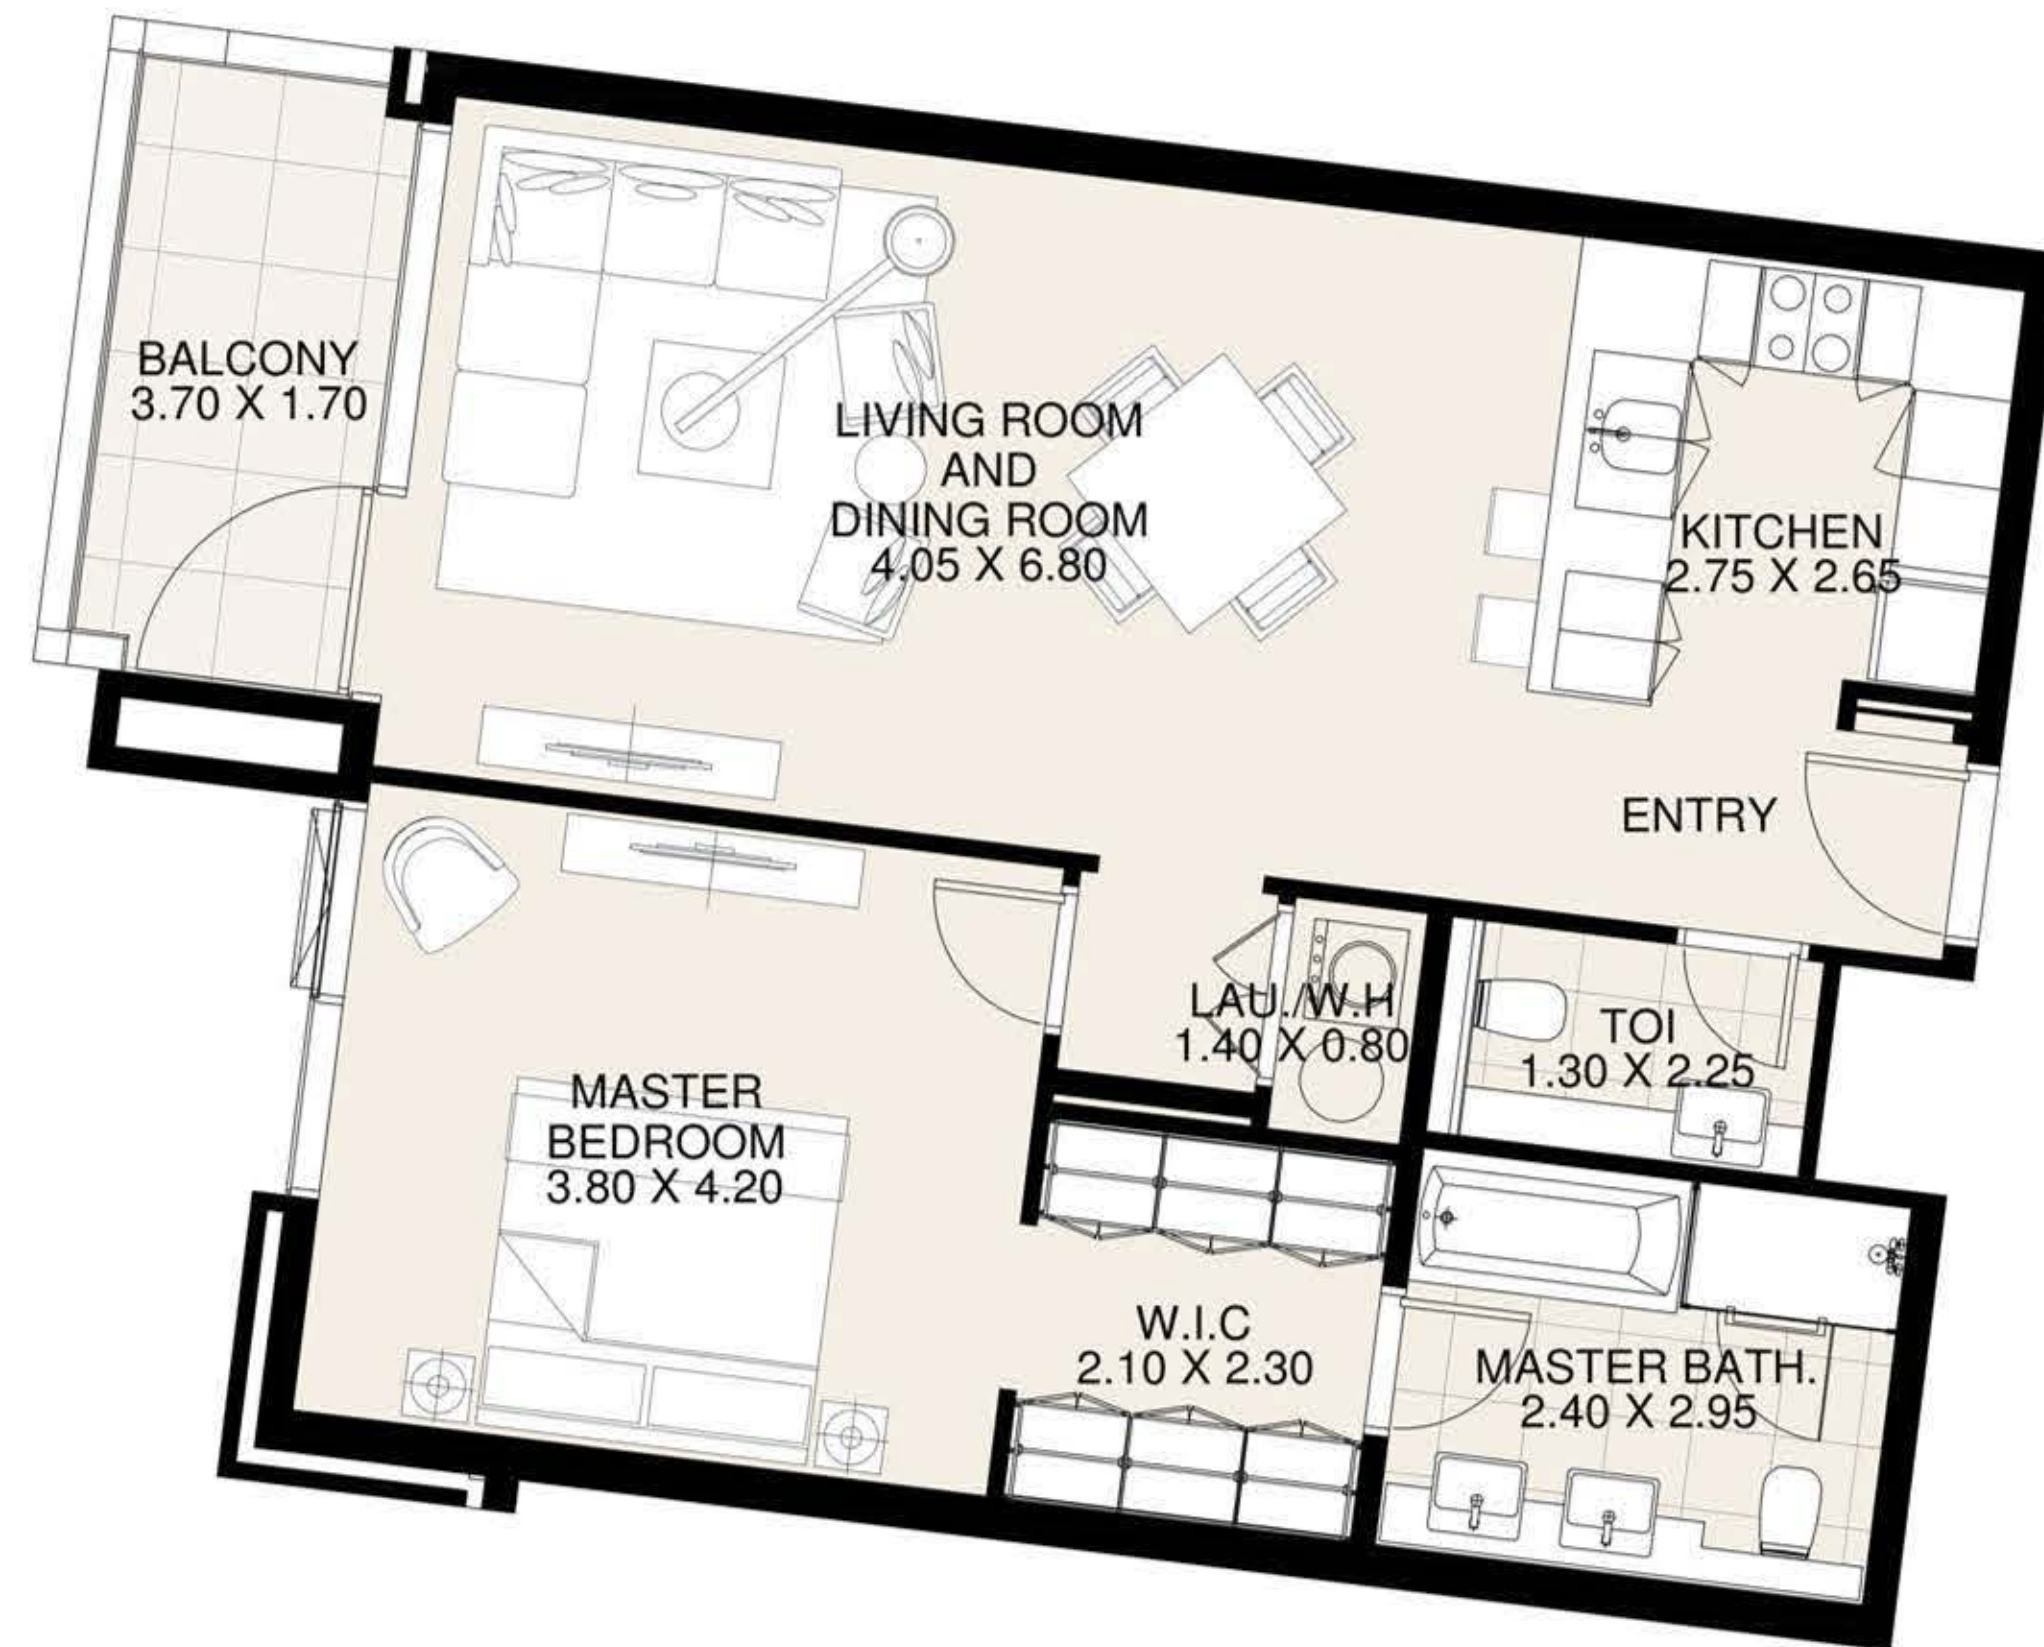 BALCONY
3.70 X 1.70
LIVING ROOM
AND
DINING ROOM
4.05 X 6.80
KITCHEN
2.75 X 2.65
ENTRY
LAU./W.H
1.40 X 0.80
TOI
1.30 X 2.25
MASTER
BEDROOM
3.80 X 4.20
W.I.C
2.10 X 2.30
MASTER BATH.
2.40 X 2.95